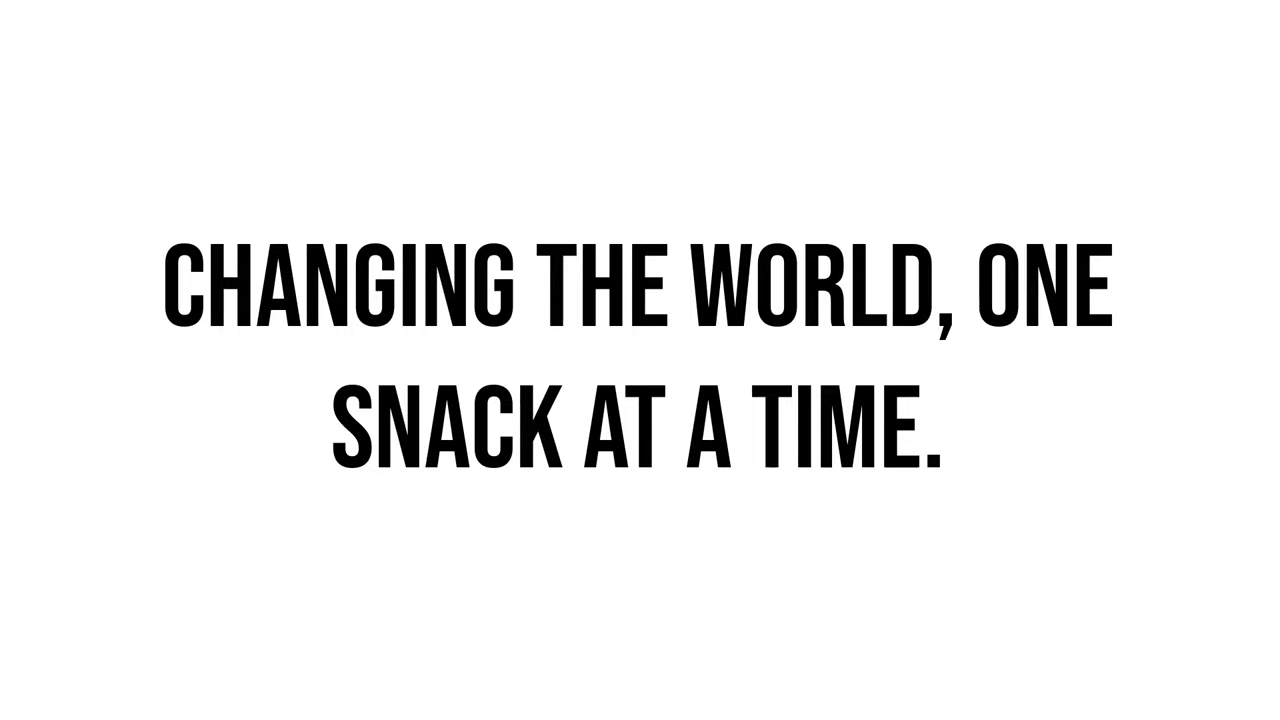 CHANGING THE WORLD, ONE
SNACK AT A TIME.